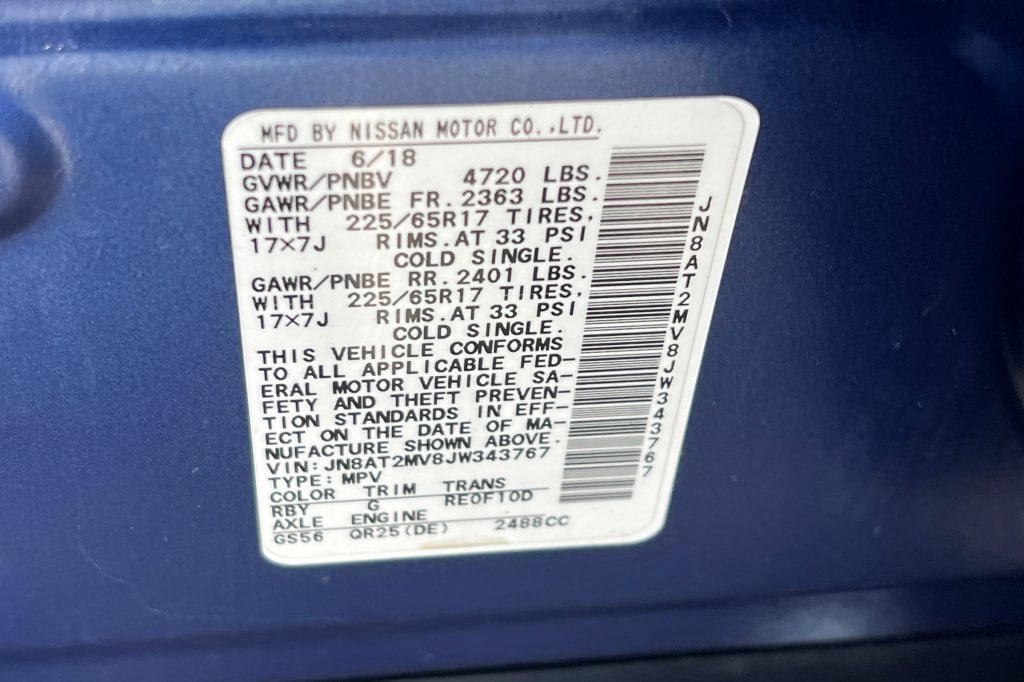 MFD BY NISSAN MOTOR CO.,LTD.
DATE 6/18
GVWR/PNBV 4720 LBS.
GAWR/PNBE FR. 2363 LBS.
WITH 225/65R17 TIRES,
17×7J RIMS.AT 33 PSI
COLD SINGLE.
GAWR/PNBE RR. 2401 LBS.
WITH 225/65R17 TIRES,
17×7J RIMS.AT 33 PSI
COLD SINGLE.
THIS VEHICLE CONFORMS
TO ALL APPLICABLE FED-
ERAL MOTOR VEHICLE SA-
FETY AND THEFT PREVEN-
TION STANDARDS IN EFF-
ECT ON THE DATE OF MA-
NUFACTURE SHOWN ABOVE.
VIN:JN8AT2MV8JW343767
TYPE:MPV
COLOR TRIM TRANS
RBY G RE0F10D
AXLE ENGINE
GS56 QR25(DE) 2488CC
JN8AT2MV8JW343767